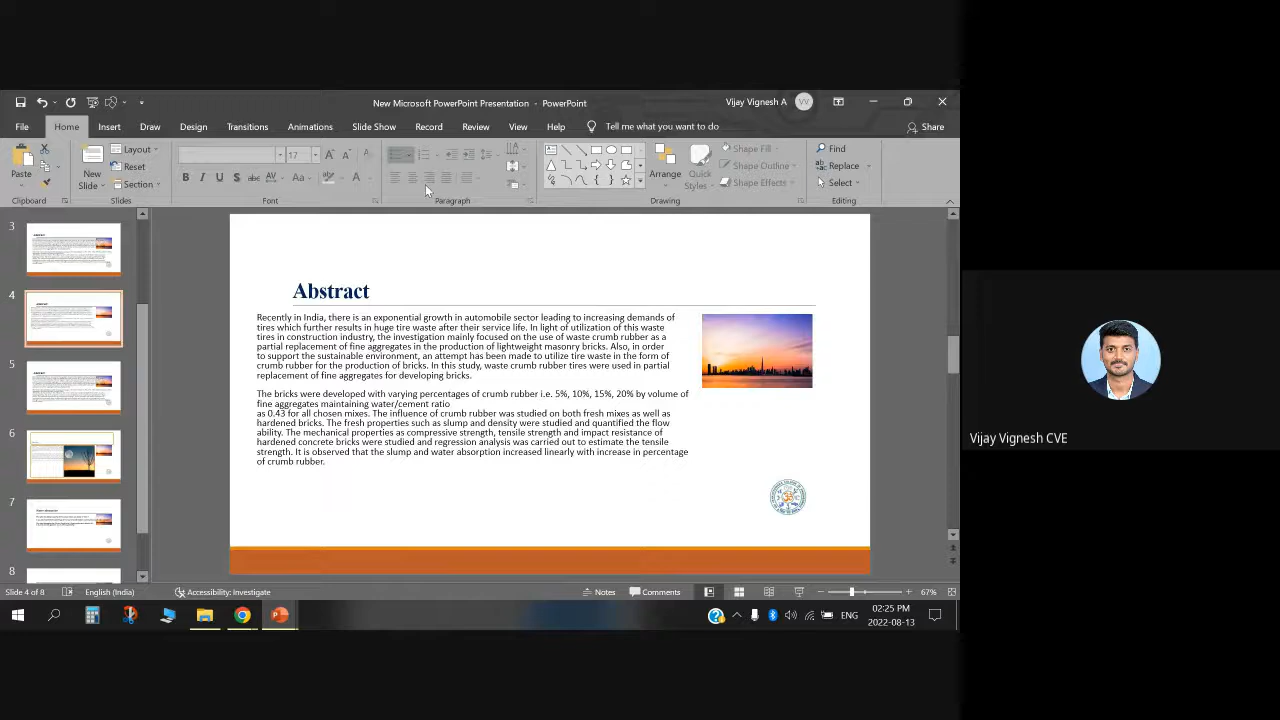 New Microsoft PowerPoint Presentation - PowerPoint
Vijay Vignesh A
VV
File
Home
Insert
Draw
Design
Transitions
Animations
Slide Show
Record
Review
View
Help
Tell me what you want to do
Share
Paste
New
Slide
Layout
Reset
Section
17
B
I
U
S
abc
AV
Aa
A
Arrange
Quick
Styles
Shape Fill
Shape Outline
Shape Effects
Find
Replace
Select
Clipboard
Slides
Font
Paragraph
Drawing
Editing
3
4
5
6
7
8
Abstract
Recently in India, there is an exponential growth in automobile sector leading to increasing demands of
tires which further results in huge tire waste after their service life. In light of utilization of this waste
tires in construction industry, the investigation mainly focused on the use of waste crumb rubber as a
partial replacement of fine aggregates in the production of lightweight masonry bricks. Also, in order
to support the sustainable environment, an attempt has been made to utilize tire waste in the form of
crumb rubber for the production of bricks. In this study, waste crumb rubber tires were used in partial
replacement of fine aggregates for developing bricks.
The bricks were developed with varying percentages of crumb rubber i.e. 5%, 10%, 15%, 20% by volume of
fine aggregates maintaining water/cement ratio
as 0.43 for all chosen mixes. The influence of crumb rubber was studied on both fresh mixes as well as
hardened bricks. The fresh properties such as slump and density were studied and quantified the flow
ability. The mechanical properties as compressive strength, tensile strength and impact resistance of
hardened concrete bricks were studied and regression analysis was carried out to estimate the tensile
strength. It is observed that the slump and water absorption increased linearly with increase in percentage
of crumb rubber.
Vijay Vignesh CVE
Slide 4 of 8
English (India)
Accessibility: Investigate
Notes
Comments
67%
ENG
02:25 PM
2022-08-13